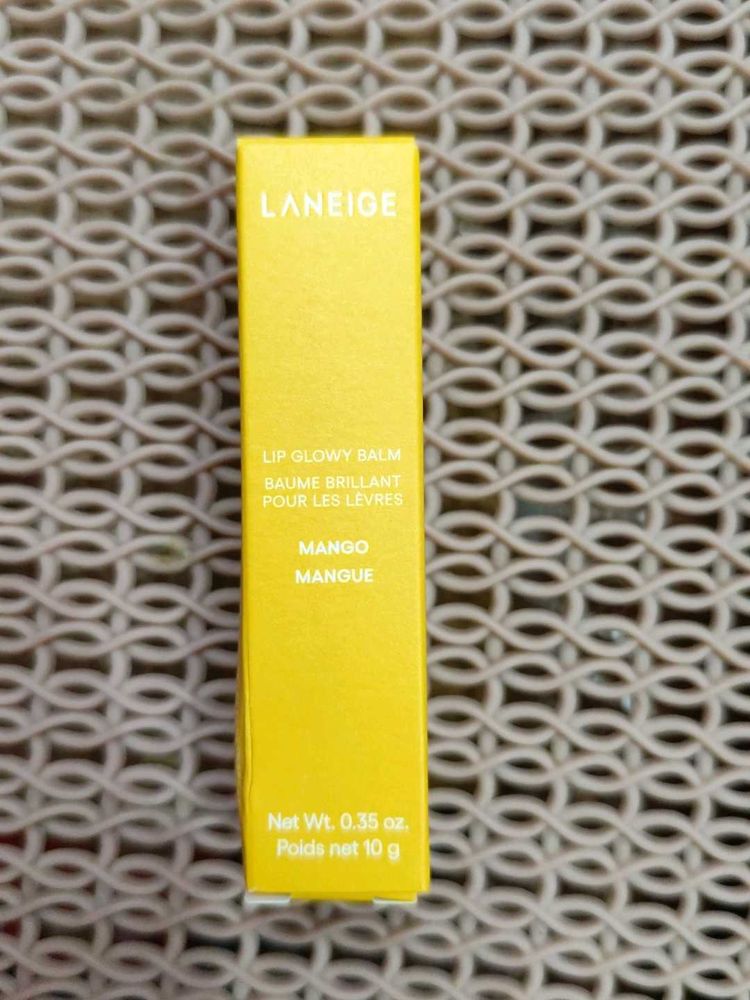 LANEIGE
LIP GLOWY BALM
BAUME BRILLANT
POUR LES LÈVRES
MANGO
MANGUE
Net Wt. 0.35 oz.
Poids net 10 g